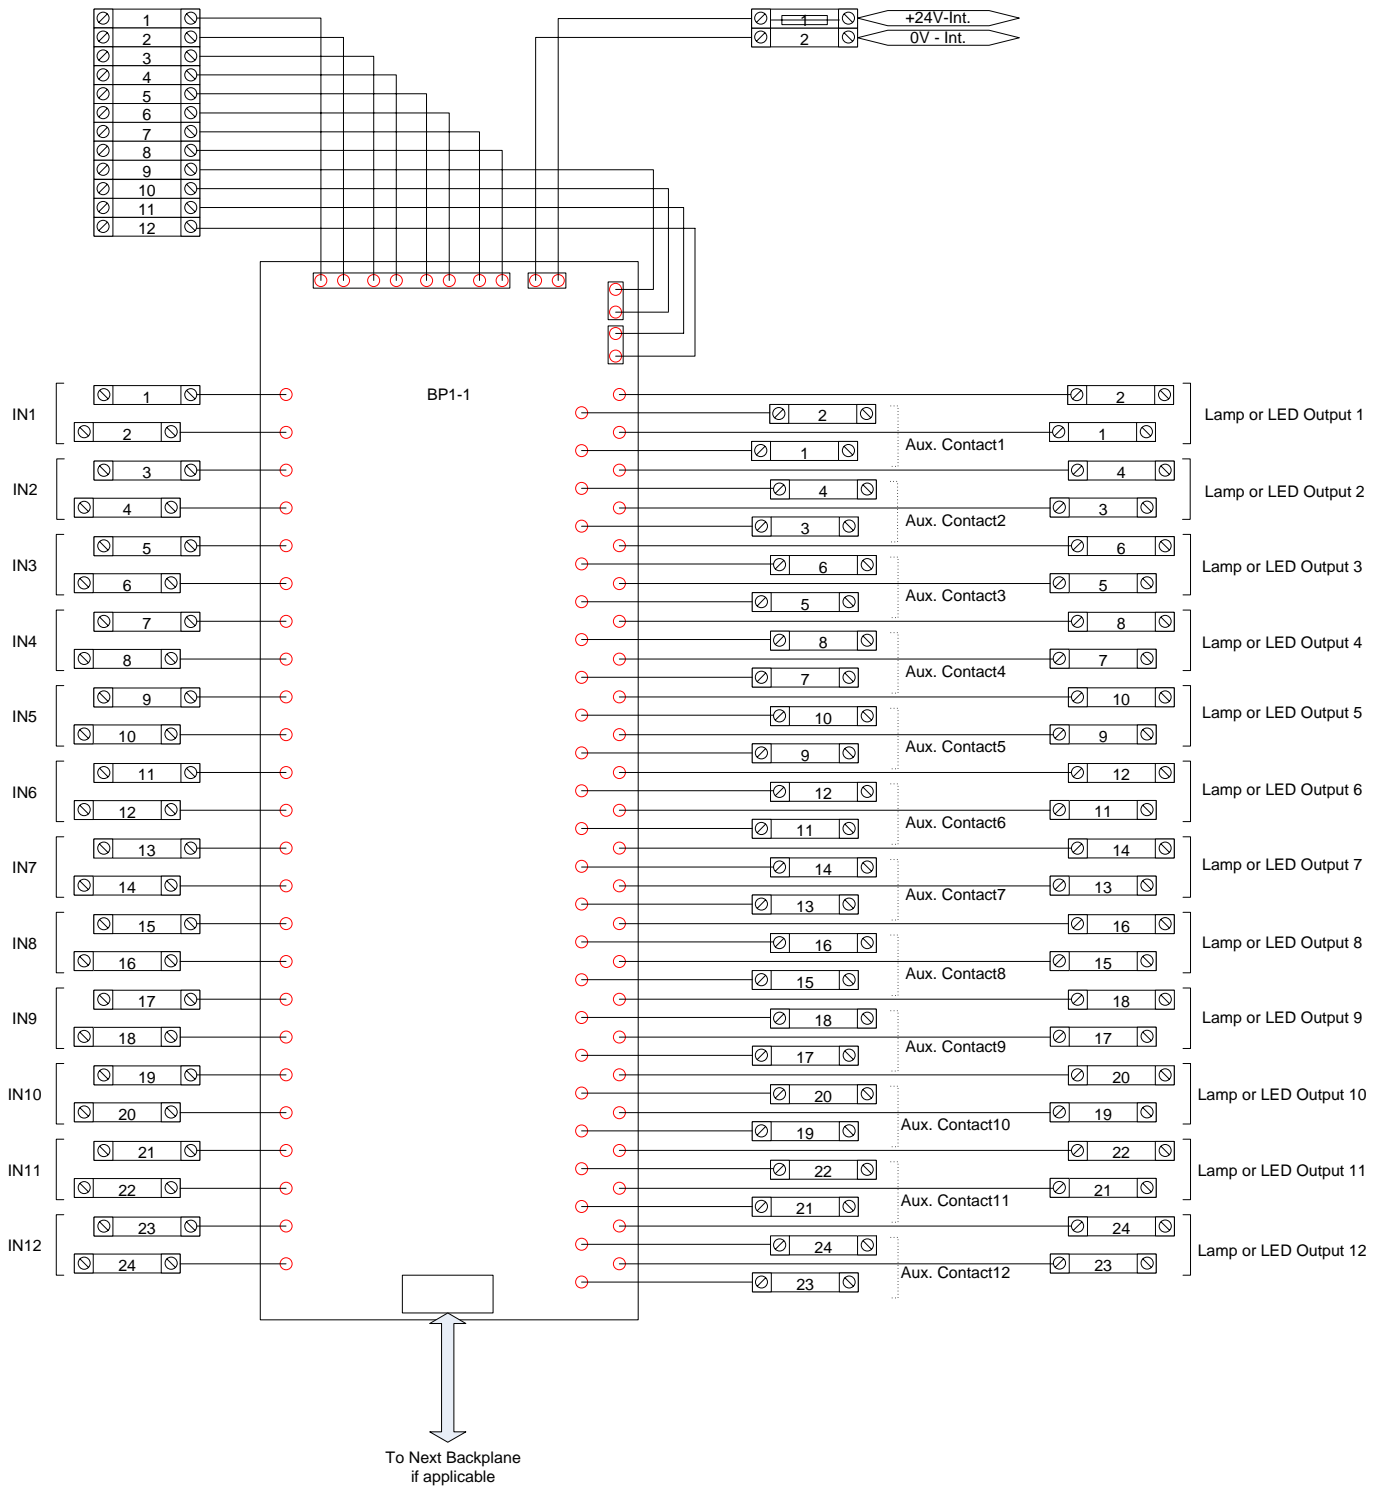 1
2
3
4
5
6
7
8
9
10
11
12
1 +24V-Int.
2 0V - Int.
BP1-1
IN1
1
2
IN2
3
4
IN3
5
6
IN4
7
8
IN5
9
10
IN6
11
12
IN7
13
14
IN8
15
16
IN9
17
18
IN10
19
20
IN11
21
22
IN12
23
24
2
1
Aux. Contact1
4
3
Aux. Contact2
6
5
Aux. Contact3
8
7
Aux. Contact4
10
9
Aux. Contact5
12
11
Aux. Contact6
14
13
Aux. Contact7
16
15
Aux. Contact8
18
17
Aux. Contact9
20
19
Aux. Contact10
22
21
Aux. Contact11
24
23
Aux. Contact12
2
1
Lamp or LED Output 1
4
3
Lamp or LED Output 2
6
5
Lamp or LED Output 3
8
7
Lamp or LED Output 4
10
9
Lamp or LED Output 5
12
11
Lamp or LED Output 6
14
13
Lamp or LED Output 7
16
15
Lamp or LED Output 8
18
17
Lamp or LED Output 9
20
19
Lamp or LED Output 10
22
21
Lamp or LED Output 11
24
23
Lamp or LED Output 12
To Next Backplane
if applicable